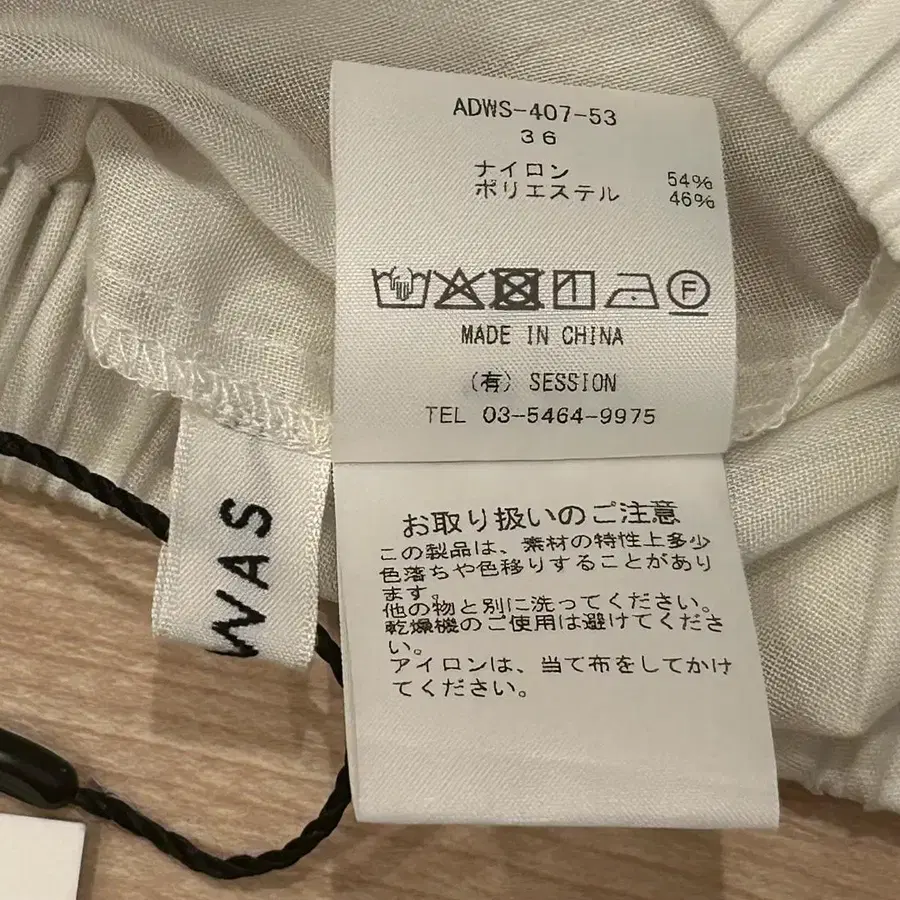 ADWS-407-53
36
ナイロン 54%
ポリエステル 46%
F
MADE IN CHINA
(有) SESSION
TEL 03-5464-9975
お取り扱いのご注意
この製品は、素材の特性上多少
色落ちや色移りすることがあり
ます。
他の物と別に洗ってください。
乾燥機のご使用は避けてくださ
い。
アイロンは、当て布をしてかけ
てください。
WAS